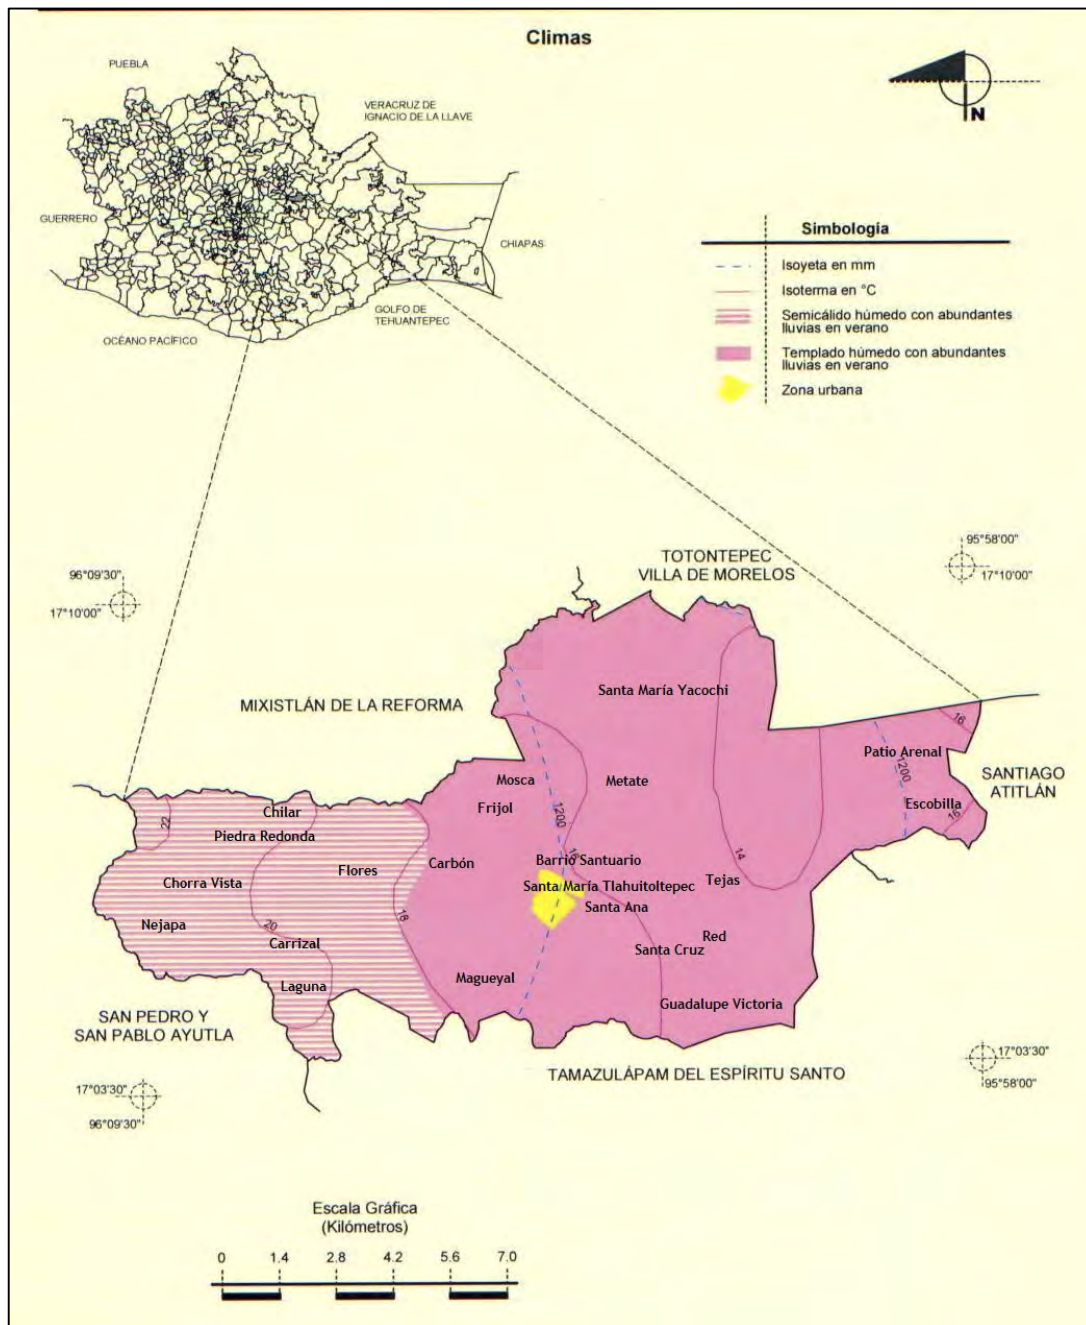 Climas
PUEBLA
VERACRUZ DE
IGNACIO DE LA LLAVE
GUERRERO
CHIAPAS
GOLFO DE
TEHUANTEPEC
OCÉANO PACÍFICO
N
Simbología
Isoyeta en mm
Isoterma en °C
Semicálido húmedo con abundantes
lluvias en verano
Templado húmedo con abundantes
lluvias en verano
Zona urbana
96°09'30"
17°10'00"
95°58'00"
17°10'00"
TOTONTEPEC
VILLA DE MORELOS
MIXISTLÁN DE LA REFORMA
Santa María Yacochi
16
Patio Arenal
1200
SANTIAGO
ATITLÁN
Mosca
Metate
Frijol
1200
Escobilla
16
Chilar
22
Piedra Redonda
Flores
Carbón
16
Barrio Santuario
14
Chorra Vista
Santa María Tlahuitoltepec
Tejas
Santa Ana
18
Nejapa
20
Carrizal
Red
Santa Cruz
Laguna
Magueyal
Guadalupe Victoria
SAN PEDRO Y
SAN PABLO AYUTLA
TAMAZULÁPAM DEL ESPÍRITU SANTO
17°03'30"
96°09'30"
17°03'30"
95°58'00"
Escala Gráfica
(Kilómetros)
0 1.4 2.8 4.2 5.6 7.0